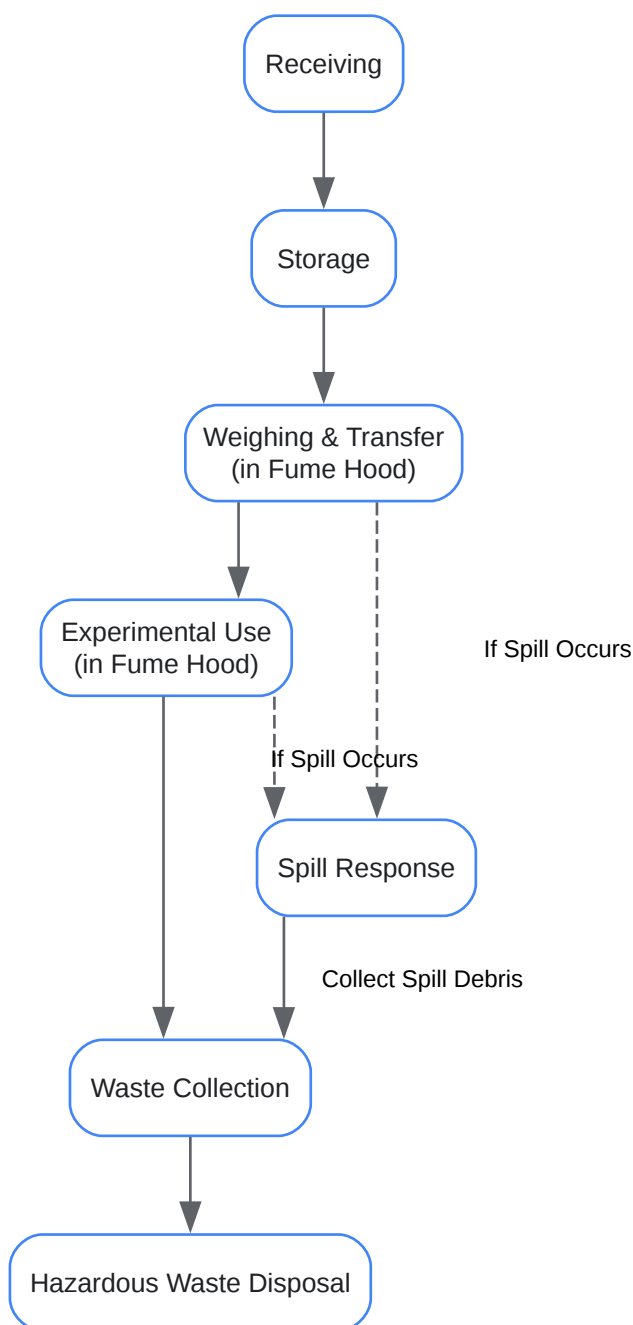 Receiving
Storage
Weighing & Transfer
(in Fume Hood)
Experimental Use
(in Fume Hood)
If Spill Occurs
If Spill Occurs
Spill Response
Collect Spill Debris
Waste Collection
Hazardous Waste Disposal